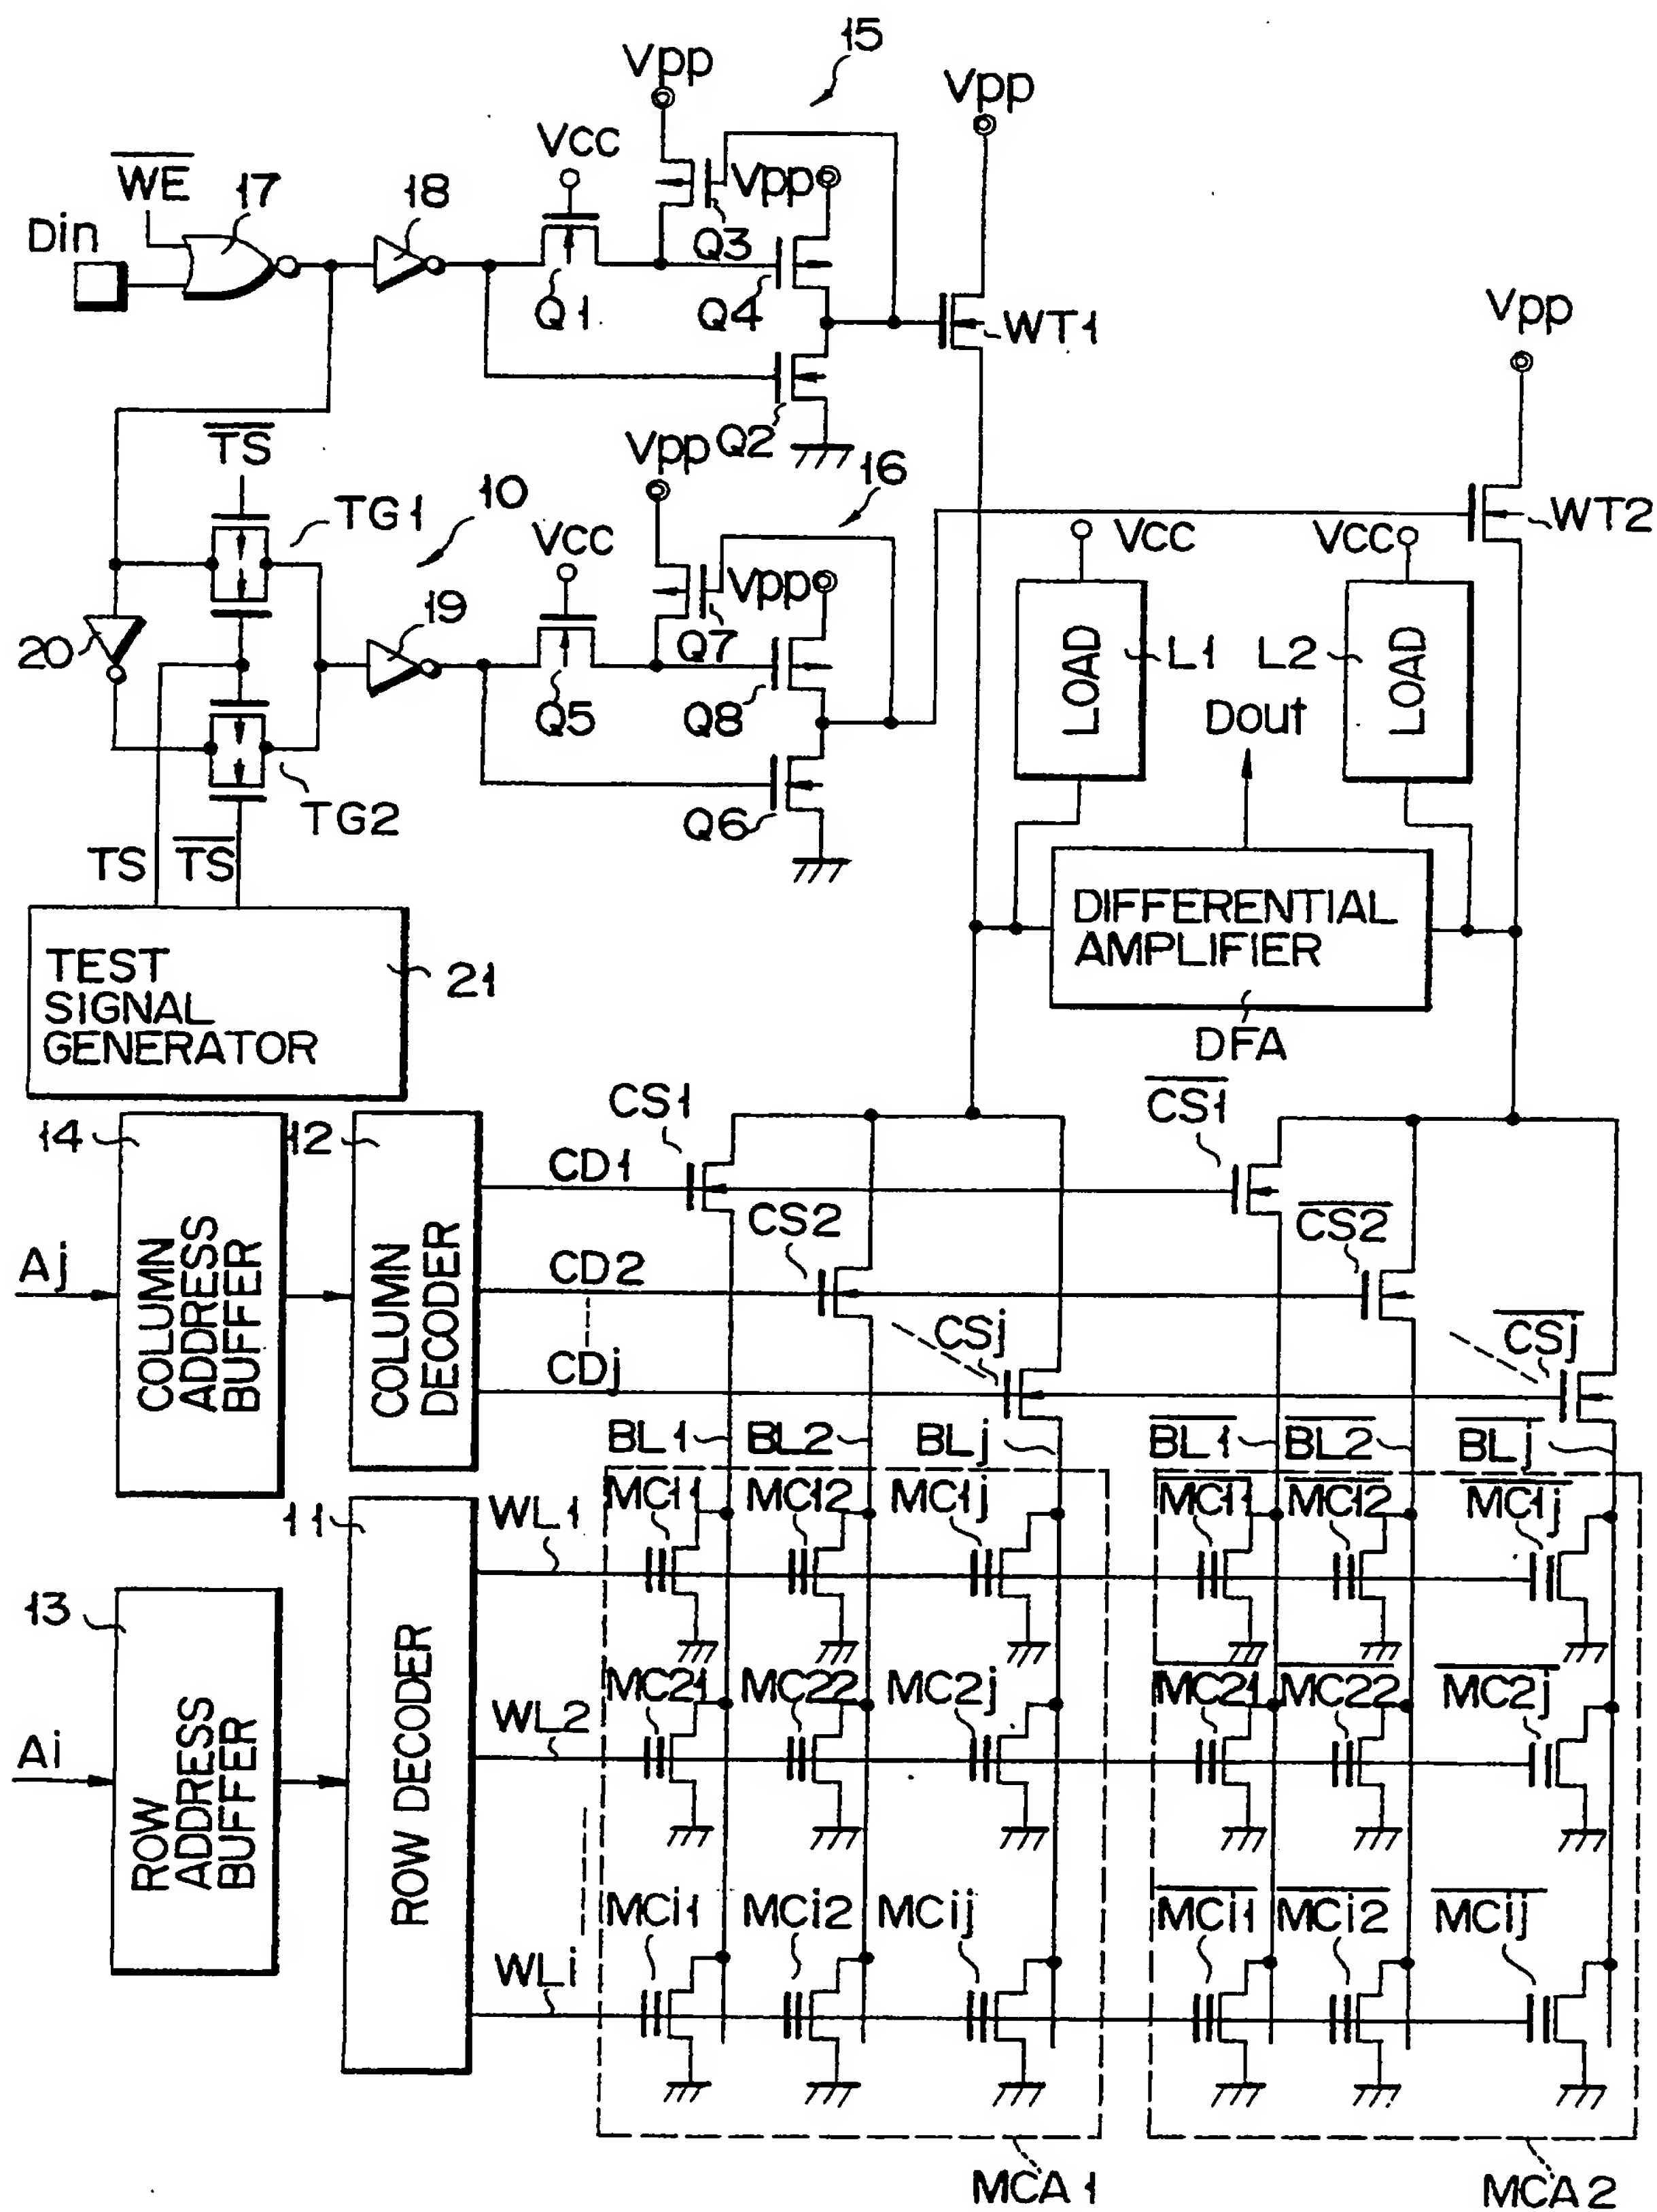 15
Vpp
Vpp
VCC
WE
17
18
Vpp
Din
Q3
Q1
Q4
WT1
Vpp
Q2
TS
Vpp
16
TG1
10
WT2
VCC
VCC
VCC
Vpp
19
20
Q7
L1
L2
LOAD
LOAD
Q5
Q8
Dout
TG2
Q6
TS
TS
DIFFERENTIAL
AMPLIFIER
TEST
SIGNAL
GENERATOR
21
DFA
CS1
CS1
14
12
CD1
CS2
CS2
COLUMN
ADDRESS
BUFFER
COLUMN
DECODER
Aj
CD2
CSj
CSj
CDj
BL1
BL2
BLj
BL1
BL2
BLj
11
WL1
MC11
MC12
MC1j
MC11
MC12
MC1j
13
ROW
ADDRESS
BUFFER
ROW DECODER
MC21
MC22
MC2j
MC21
MC22
MC2j
WL2
Ai
MCi1
MCi2
MCij
MCi1
MCi2
MCij
WLi
MCA1
MCA2